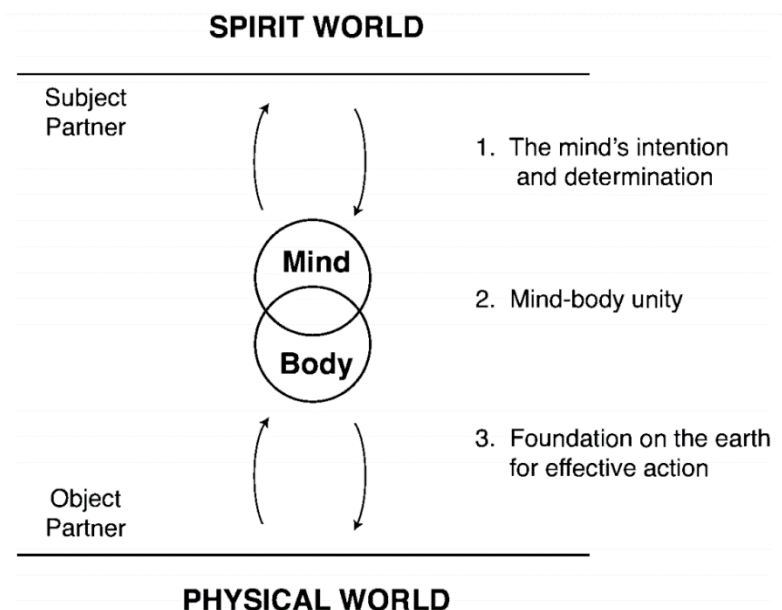 SPIRIT WORLD
Subject
Partner
1. The mind’s intention
and determination
Mind
2. Mind-body unity
Body
3. Foundation on the earth
for effective action
Object
Partner
PHYSICAL WORLD